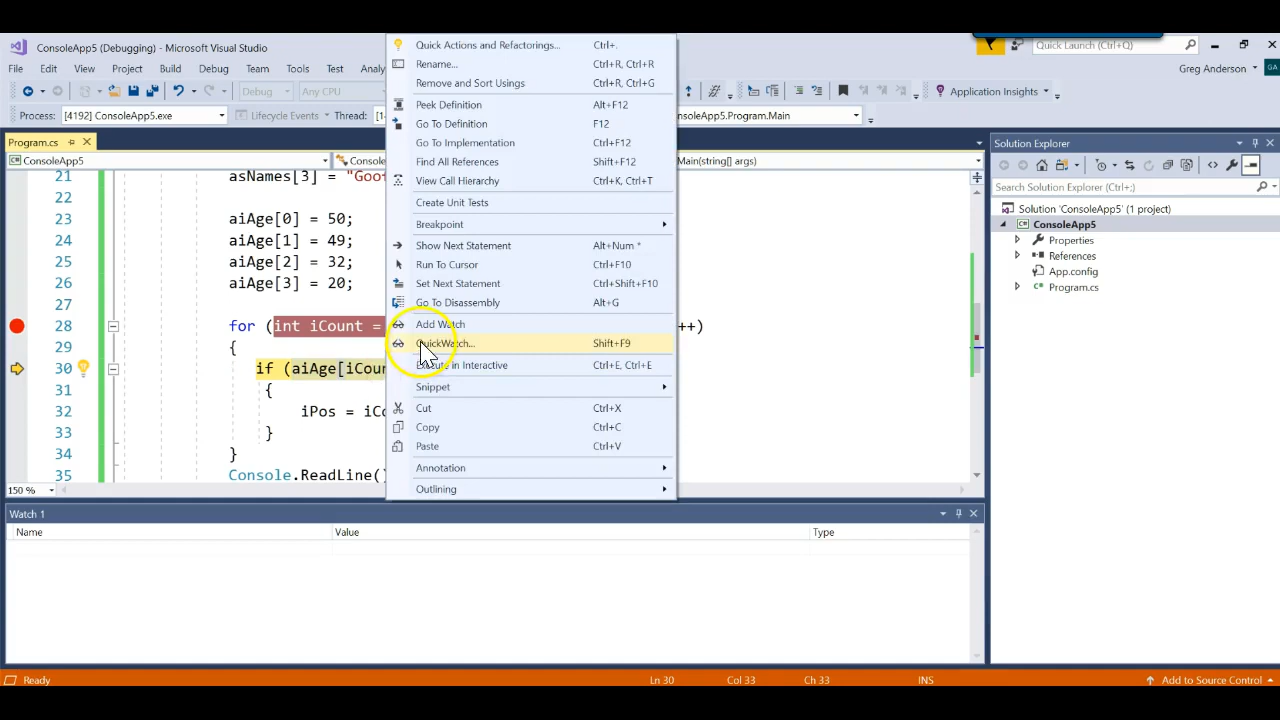 ConsoleApp5 (Debugging) - Microsoft Visual Studio
Quick Launch (Ctrl+Q)
File Edit View Project Build Debug Team Tools Test Analy
Greg Anderson GA
Debug Any CPU
Application Insights
Process: [4192] ConsoleApp5.exe
Lifecycle Events Thread:
soleApp5.Program.Main
Program.cs
ConsoleApp5
Main(string[] args)
21 asNames[3] = "Goof
22
23 aiAge[0] = 50;
24 aiAge[1] = 49;
25 aiAge[2] = 32;
26 aiAge[3] = 20;
27
28 for (int iCount = ++)
29 {
30 if (aiAge[iCoun
31 {
32 iPos = iCo
33 }
34 }
35 Console.ReadLine()
150 %
Quick Actions and Refactorings... Ctrl+.
Rename... Ctrl+R, Ctrl+R
Remove and Sort Usings Ctrl+R, Ctrl+G
Peek Definition Alt+F12
Go To Definition F12
Go To Implementation Ctrl+F12
Find All References Shift+F12
View Call Hierarchy Ctrl+K, Ctrl+T
Create Unit Tests
Breakpoint
Show Next Statement Alt+Num *
Run To Cursor Ctrl+F10
Set Next Statement Ctrl+Shift+F10
Go To Disassembly Alt+G
Add Watch
QuickWatch... Shift+F9
Execute in Interactive Ctrl+E, Ctrl+E
Snippet
Cut Ctrl+X
Copy Ctrl+C
Paste Ctrl+V
Annotation
Outlining
Solution Explorer
Search Solution Explorer (Ctrl+;)
Solution 'ConsoleApp5' (1 project)
ConsoleApp5
Properties
References
App.config
Program.cs
Watch 1
Name Value Type
Ready Ln 30 Col 33 Ch 33 INS Add to Source Control